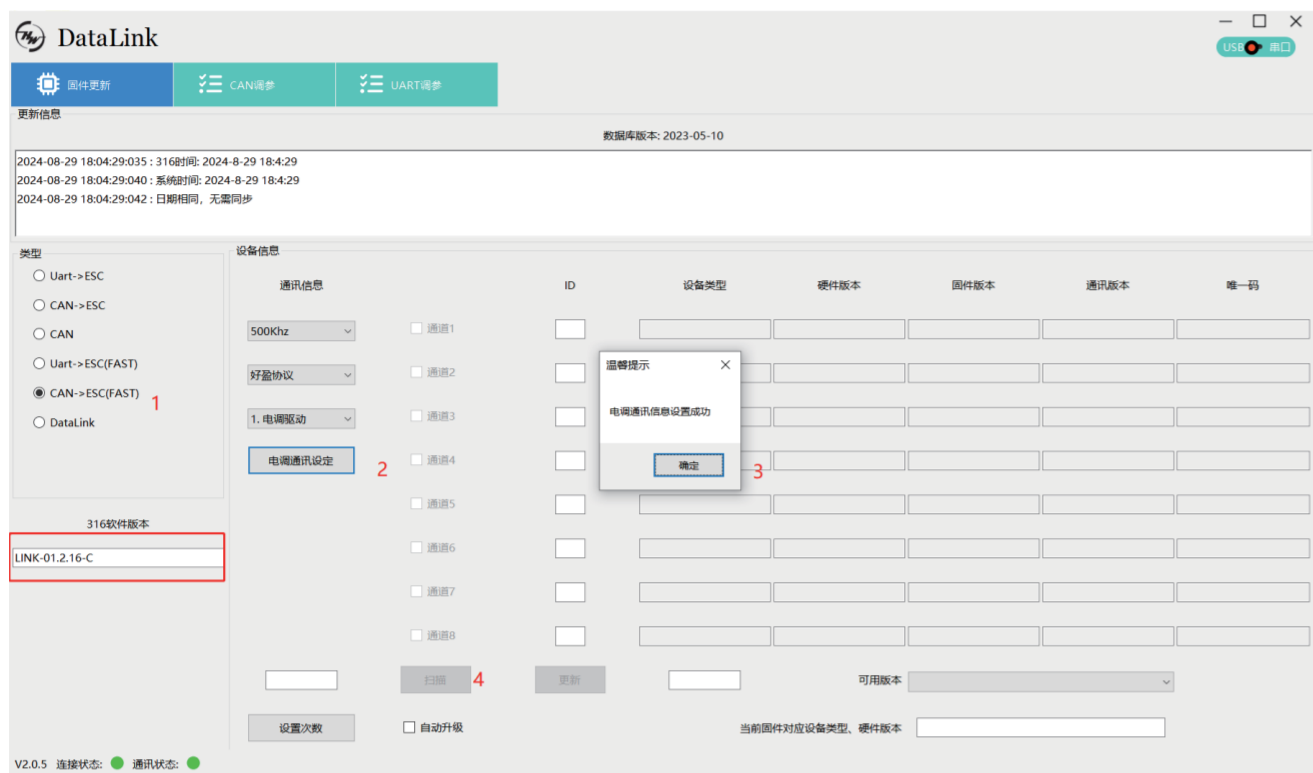 DataLink
USB 串口
固件更新 CAN调参 UART调参
更新信息
数据库版本: 2023-05-10
2024-08-29 18:04:29:035 : 316时间: 2024-8-29 18:4:29
2024-08-29 18:04:29:040 : 系统时间: 2024-8-29 18:4:29
2024-08-29 18:04:29:042 : 日期相同，无需同步
类型
Uart->ESC
CAN->ESC
CAN
Uart->ESC(FAST)
CAN->ESC(FAST)
1
DataLink
316软件版本
LINK-01.2.16-C
设备信息
通讯信息 ID 设备类型 硬件版本 固件版本 通讯版本 唯一码
500Khz 通道1
好盈协议 通道2
1. 电调驱动 通道3
电调通讯设定 2 通道4
通道5
通道6
通道7
通道8
温馨提示
电调通讯信息设置成功
确定 3
扫描 4 更新 可用版本
设置次数 自动升级 当前固件对应设备类型、硬件版本
V2.0.5 连接状态: 通讯状态: